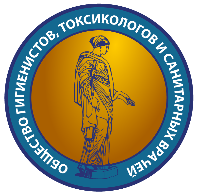 ОБЩЕСТВО ГИГИЕНИСТОВ, ТОКСИКОЛОГОВ И САНИТАРНЫХ ВРАЧЕЙ